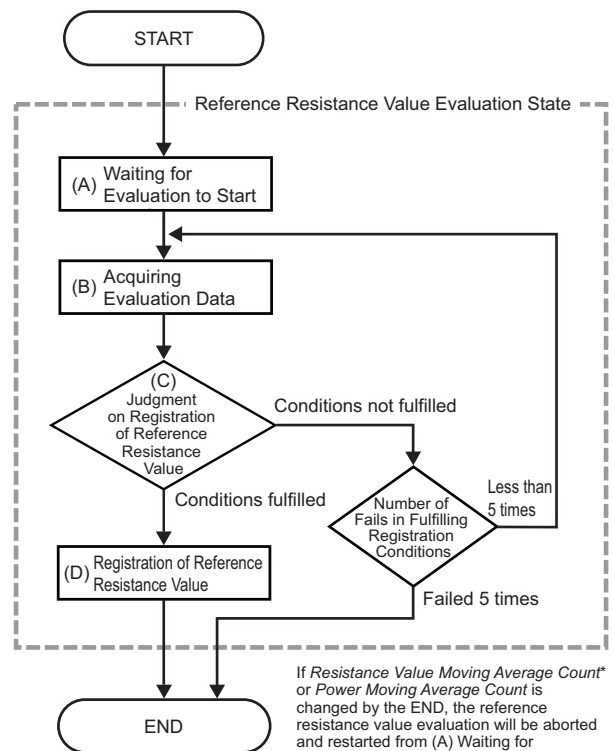 START
Reference Resistance Value Evaluation State
(A) Waiting for
Evaluation to Start
(B) Acquiring
Evaluation Data
(C)
Judgment
on Registration
of Reference
Resistance
Value
Conditions not fulfilled
Conditions fulfilled
Number of
Fails in Fulfilling
Registration
Conditions
Less than
5 times
(D) Registration of Reference
Resistance Value
Failed 5 times
END
If Resistance Value Moving Average Count*
or Power Moving Average Count is
changed by the END, the reference
resistance value evaluation will be aborted
and restarted from (A) Waiting for